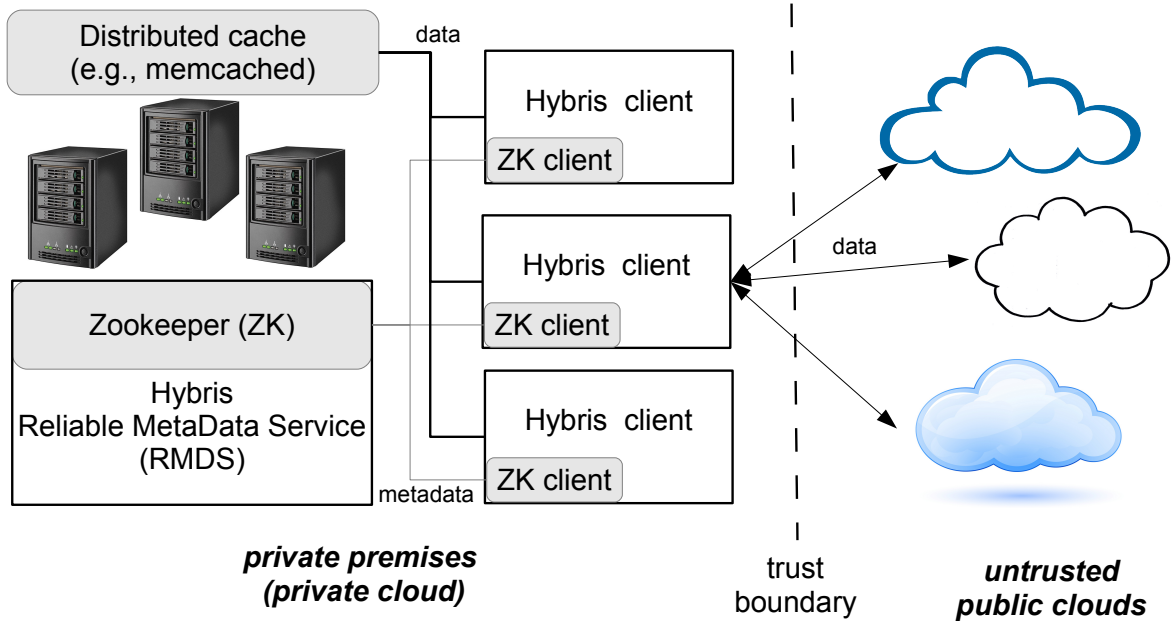 Distributed cache
(e.g., memcached)
data
Hybris client
ZK client
Hybris client
ZK client
data
Zookeeper (ZK)
Hybris
Reliable MetaData Service
(RMDS)
Hybris client
ZK client
metadata
private premises
(private cloud)
trust
boundary
untrusted
public clouds